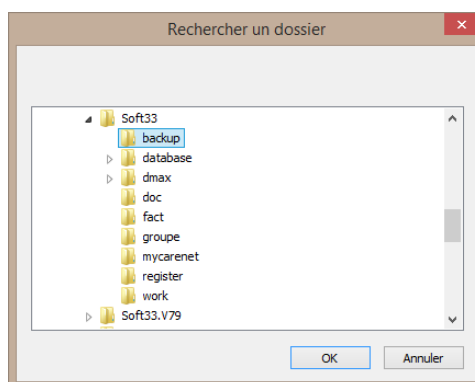 Rechercher un dossier
Soft33
backup
database
dmax
doc
fact
groupe
mycarenet
register
work
Soft33.V79
OK Annuler